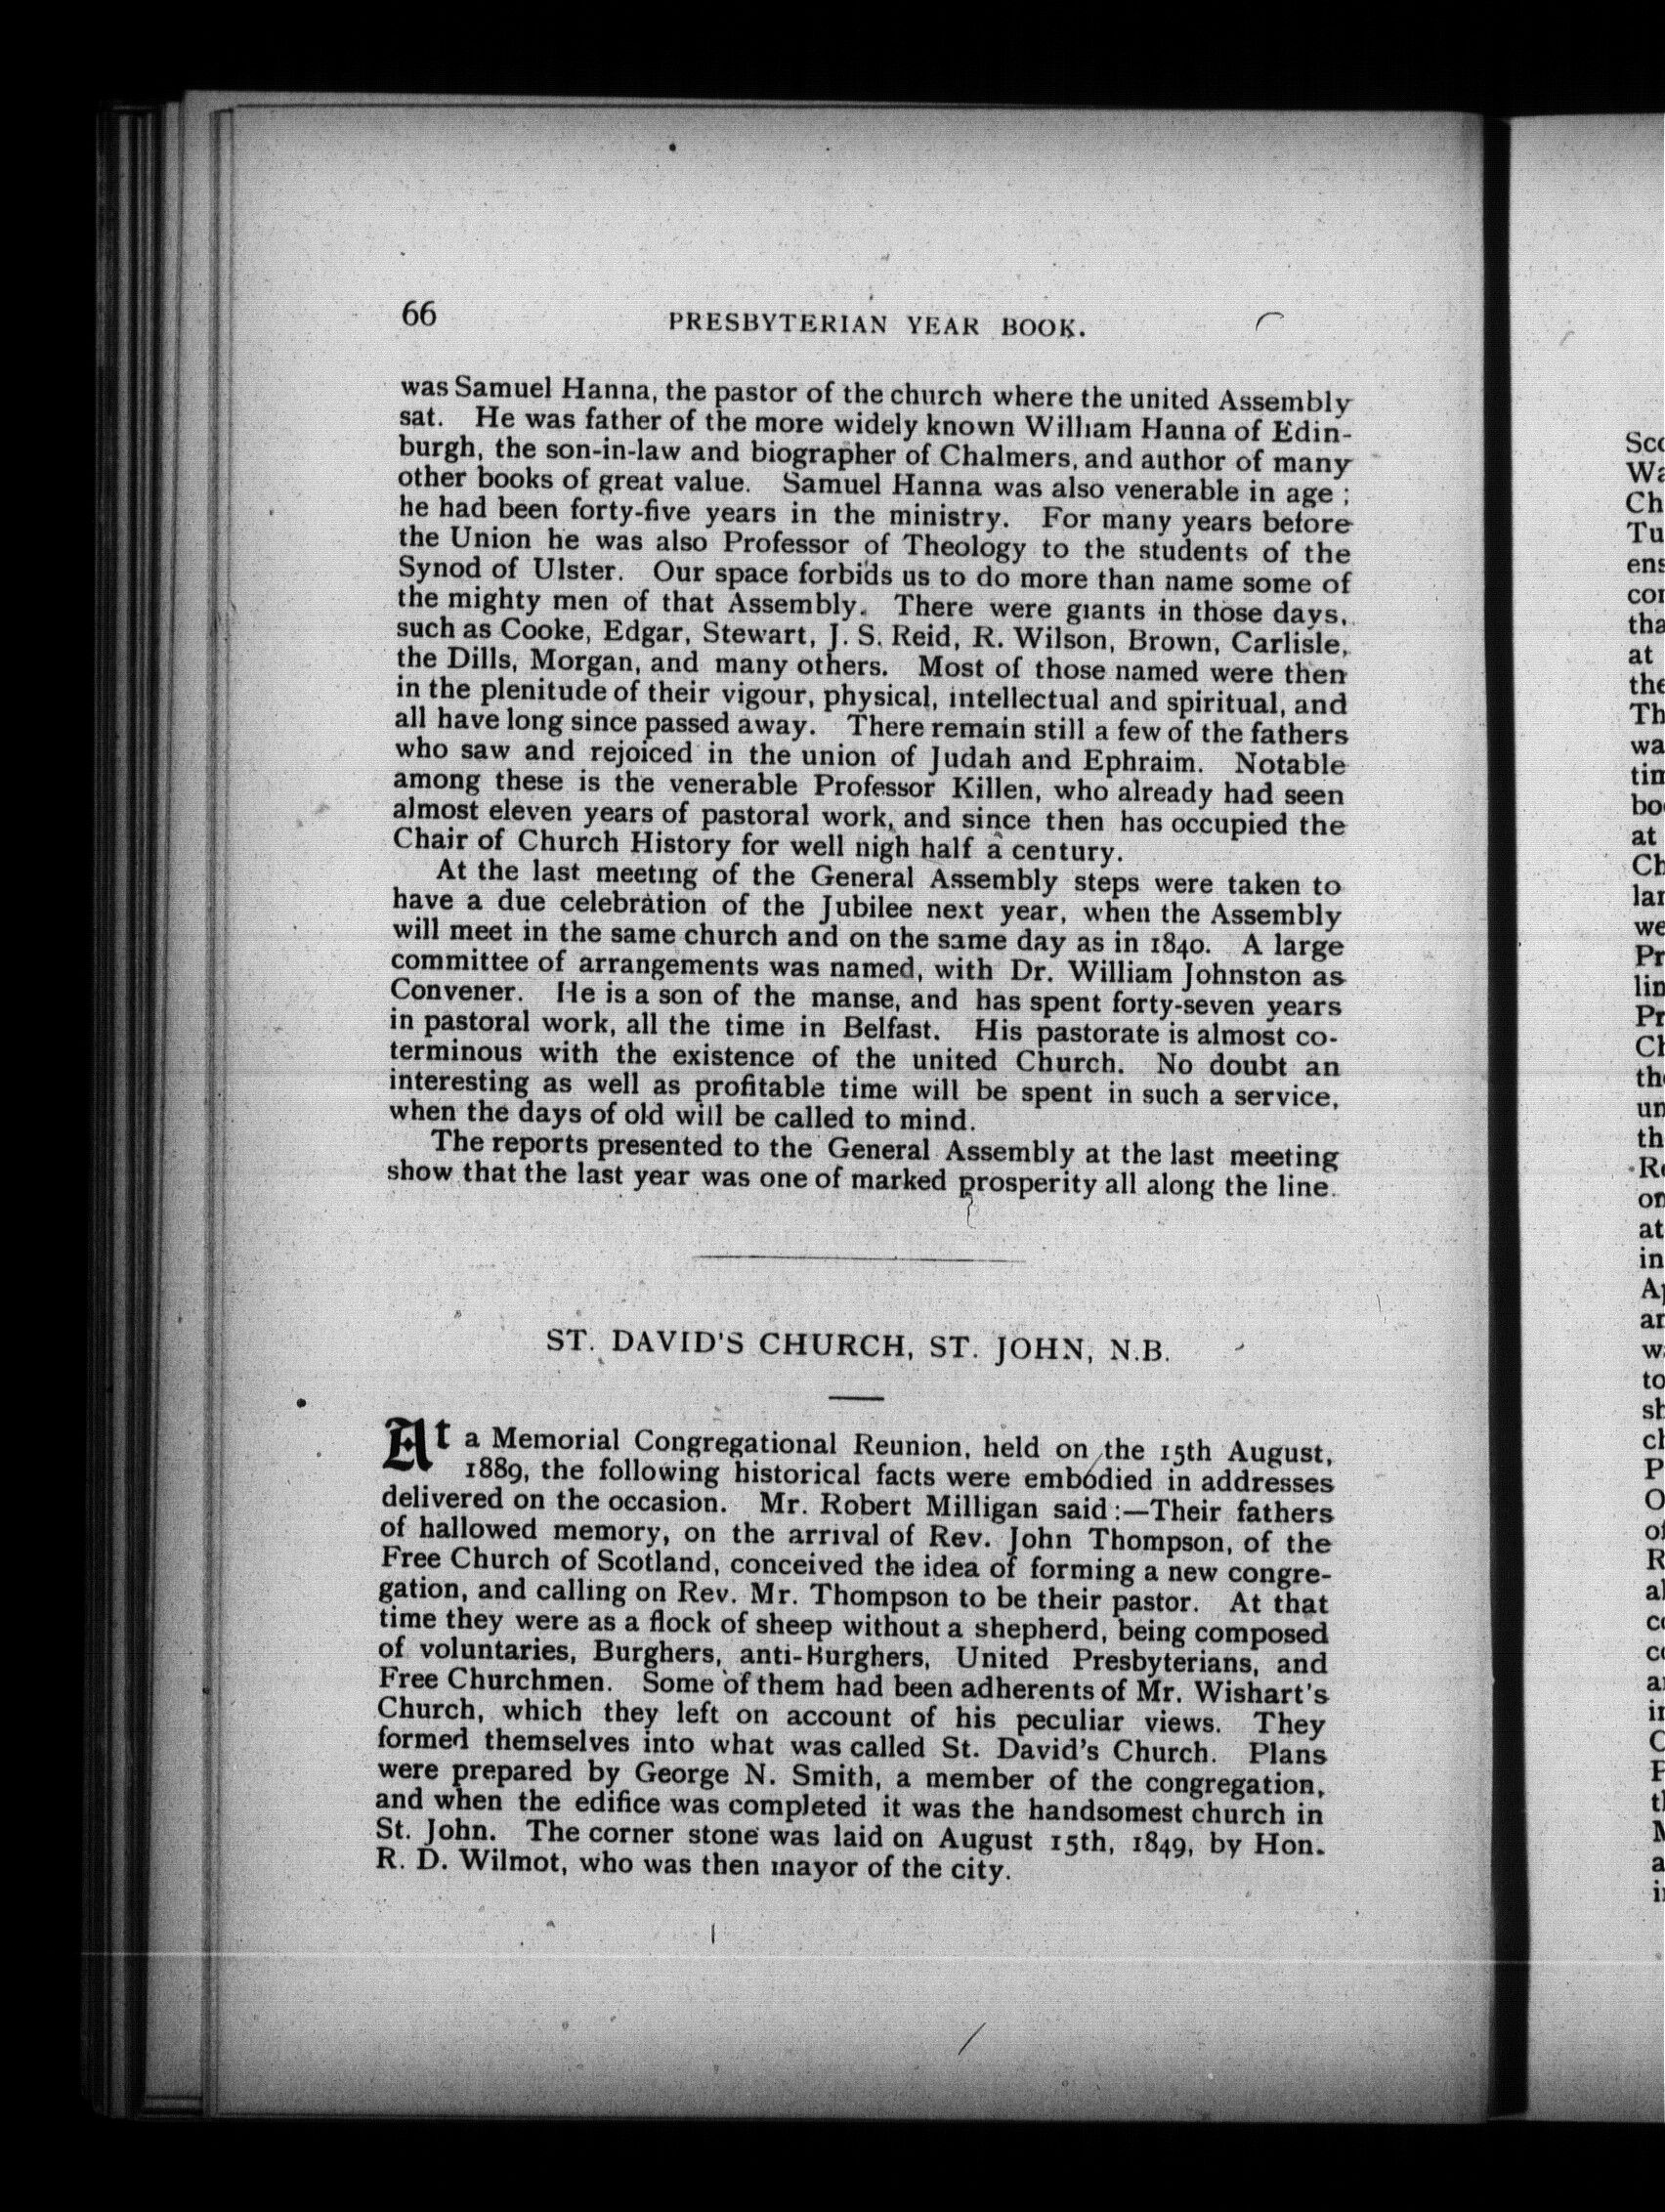 66
PRESBYTERIAN YEAR BOOK.
was Samuel Hanna, the pastor of the church where the united Assembly
sat. He was father of the more widely known William Hanna of Edin-
burgh, the son-in-law and biographer of Chalmers, and author of many
other books of great value. Samuel Hanna was also venerable in age ;
he had been forty-five years in the ministry. For many years before
the Union he was also Professor of Theology to the students of the
Synod of Ulster. Our space forbids us to do more than name some of
the mighty men of that Assembly. There were giants in those days,
such as Cooke, Edgar, Stewart, J. S. Reid, R. Wilson, Brown, Carlisle,
the Dills, Morgan, and many others. Most of those named were then
in the plenitude of their vigour, physical, intellectual and spiritual, and
all have long since passed away. There remain still a few of the fathers
who saw and rejoiced in the union of Judah and Ephraim. Notable
among these is the venerable Professor Killen, who already had seen
almost eleven years of pastoral work, and since then has occupied the
Chair of Church History for well nigh half a century.
At the last meeting of the General Assembly steps were taken to
have a due celebration of the Jubilee next year, when the Assembly
will meet in the same church and on the same day as in 1840. A large
committee of arrangements was named, with Dr. William Johnston as
Convener. He is a son of the manse, and has spent forty-seven years
in pastoral work, all the time in Belfast. His pastorate is almost co-
terminous with the existence of the united Church. No doubt an
interesting as well as profitable time will be spent in such a service,
when the days of old will be called to mind.
The reports presented to the General Assembly at the last meeting
show that the last year was one of marked prosperity all along the line.
ST. DAVID'S CHURCH, ST. JOHN, N.B.
At a Memorial Congregational Reunion, held on the 15th August,
1889, the following historical facts were embodied in addresses
delivered on the occasion. Mr. Robert Milligan said :—Their fathers
of hallowed memory, on the arrival of Rev. John Thompson, of the
Free Church of Scotland, conceived the idea of forming a new congre-
gation, and calling on Rev. Mr. Thompson to be their pastor. At that
time they were as a flock of sheep without a shepherd, being composed
of voluntaries, Burghers, anti-Burghers, United Presbyterians, and
Free Churchmen. Some of them had been adherents of Mr. Wishart's
Church, which they left on account of his peculiar views. They
formed themselves into what was called St. David's Church. Plans
were prepared by George N. Smith, a member of the congregation,
and when the edifice was completed it was the handsomest church in
St. John. The corner stone was laid on August 15th, 1849, by Hon.
R. D. Wilmot, who was then mayor of the city.